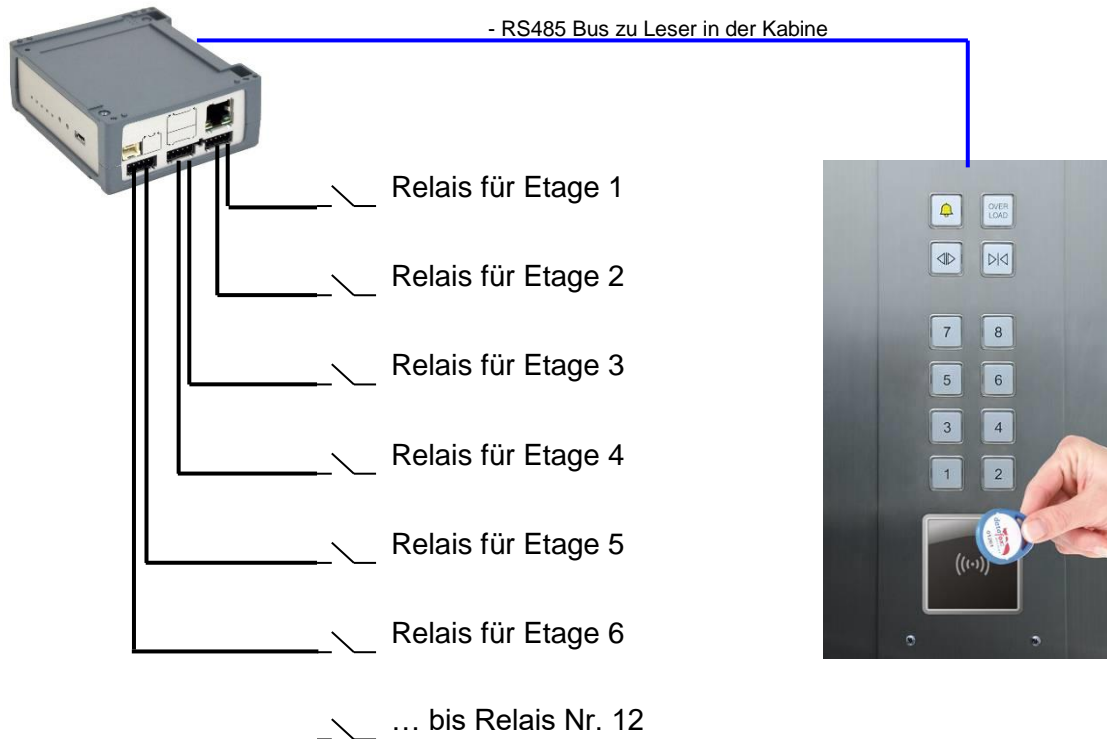 - RS485 Bus zu Leser in der Kabine
Relais für Etage 1
Relais für Etage 2
Relais für Etage 3
Relais für Etage 4
Relais für Etage 5
Relais für Etage 6
… bis Relais Nr. 12
OVER
LOAD
7 8
5 6
3 4
1 2